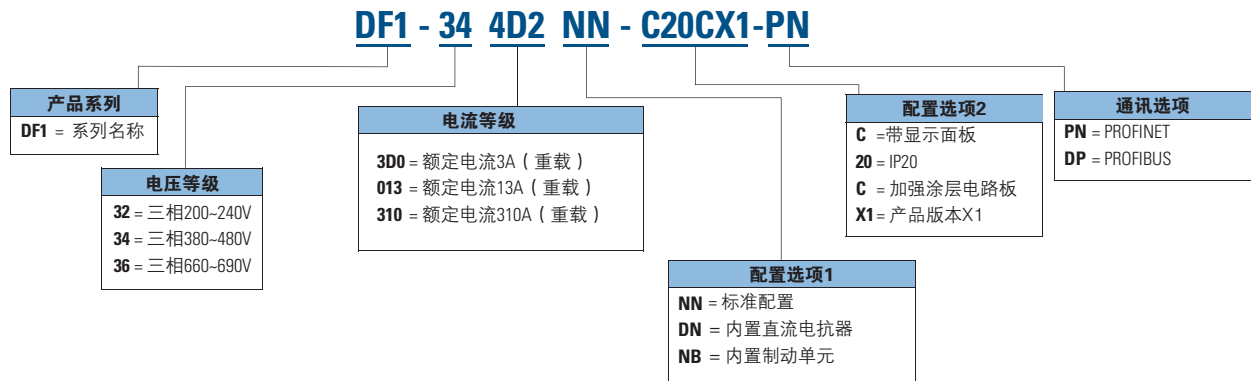 DF1 - 34 4D2 NN - C20CX1-PN
产品系列
DF1 = 系列名称
电压等级
32 = 三相200~240V
34 = 三相380~480V
36 = 三相660~690V
电流等级
3D0 = 额定电流3A（重载）
013 = 额定电流13A（重载）
310 = 额定电流310A（重载）
配置选项1
NN = 标准配置
DN = 内置直流电抗器
NB = 内置制动单元
配置选项2
C =带显示面板
20 = IP20
C = 加强涂层电路板
X1= 产品版本X1
通讯选项
PN = PROFINET
DP = PROFIBUS